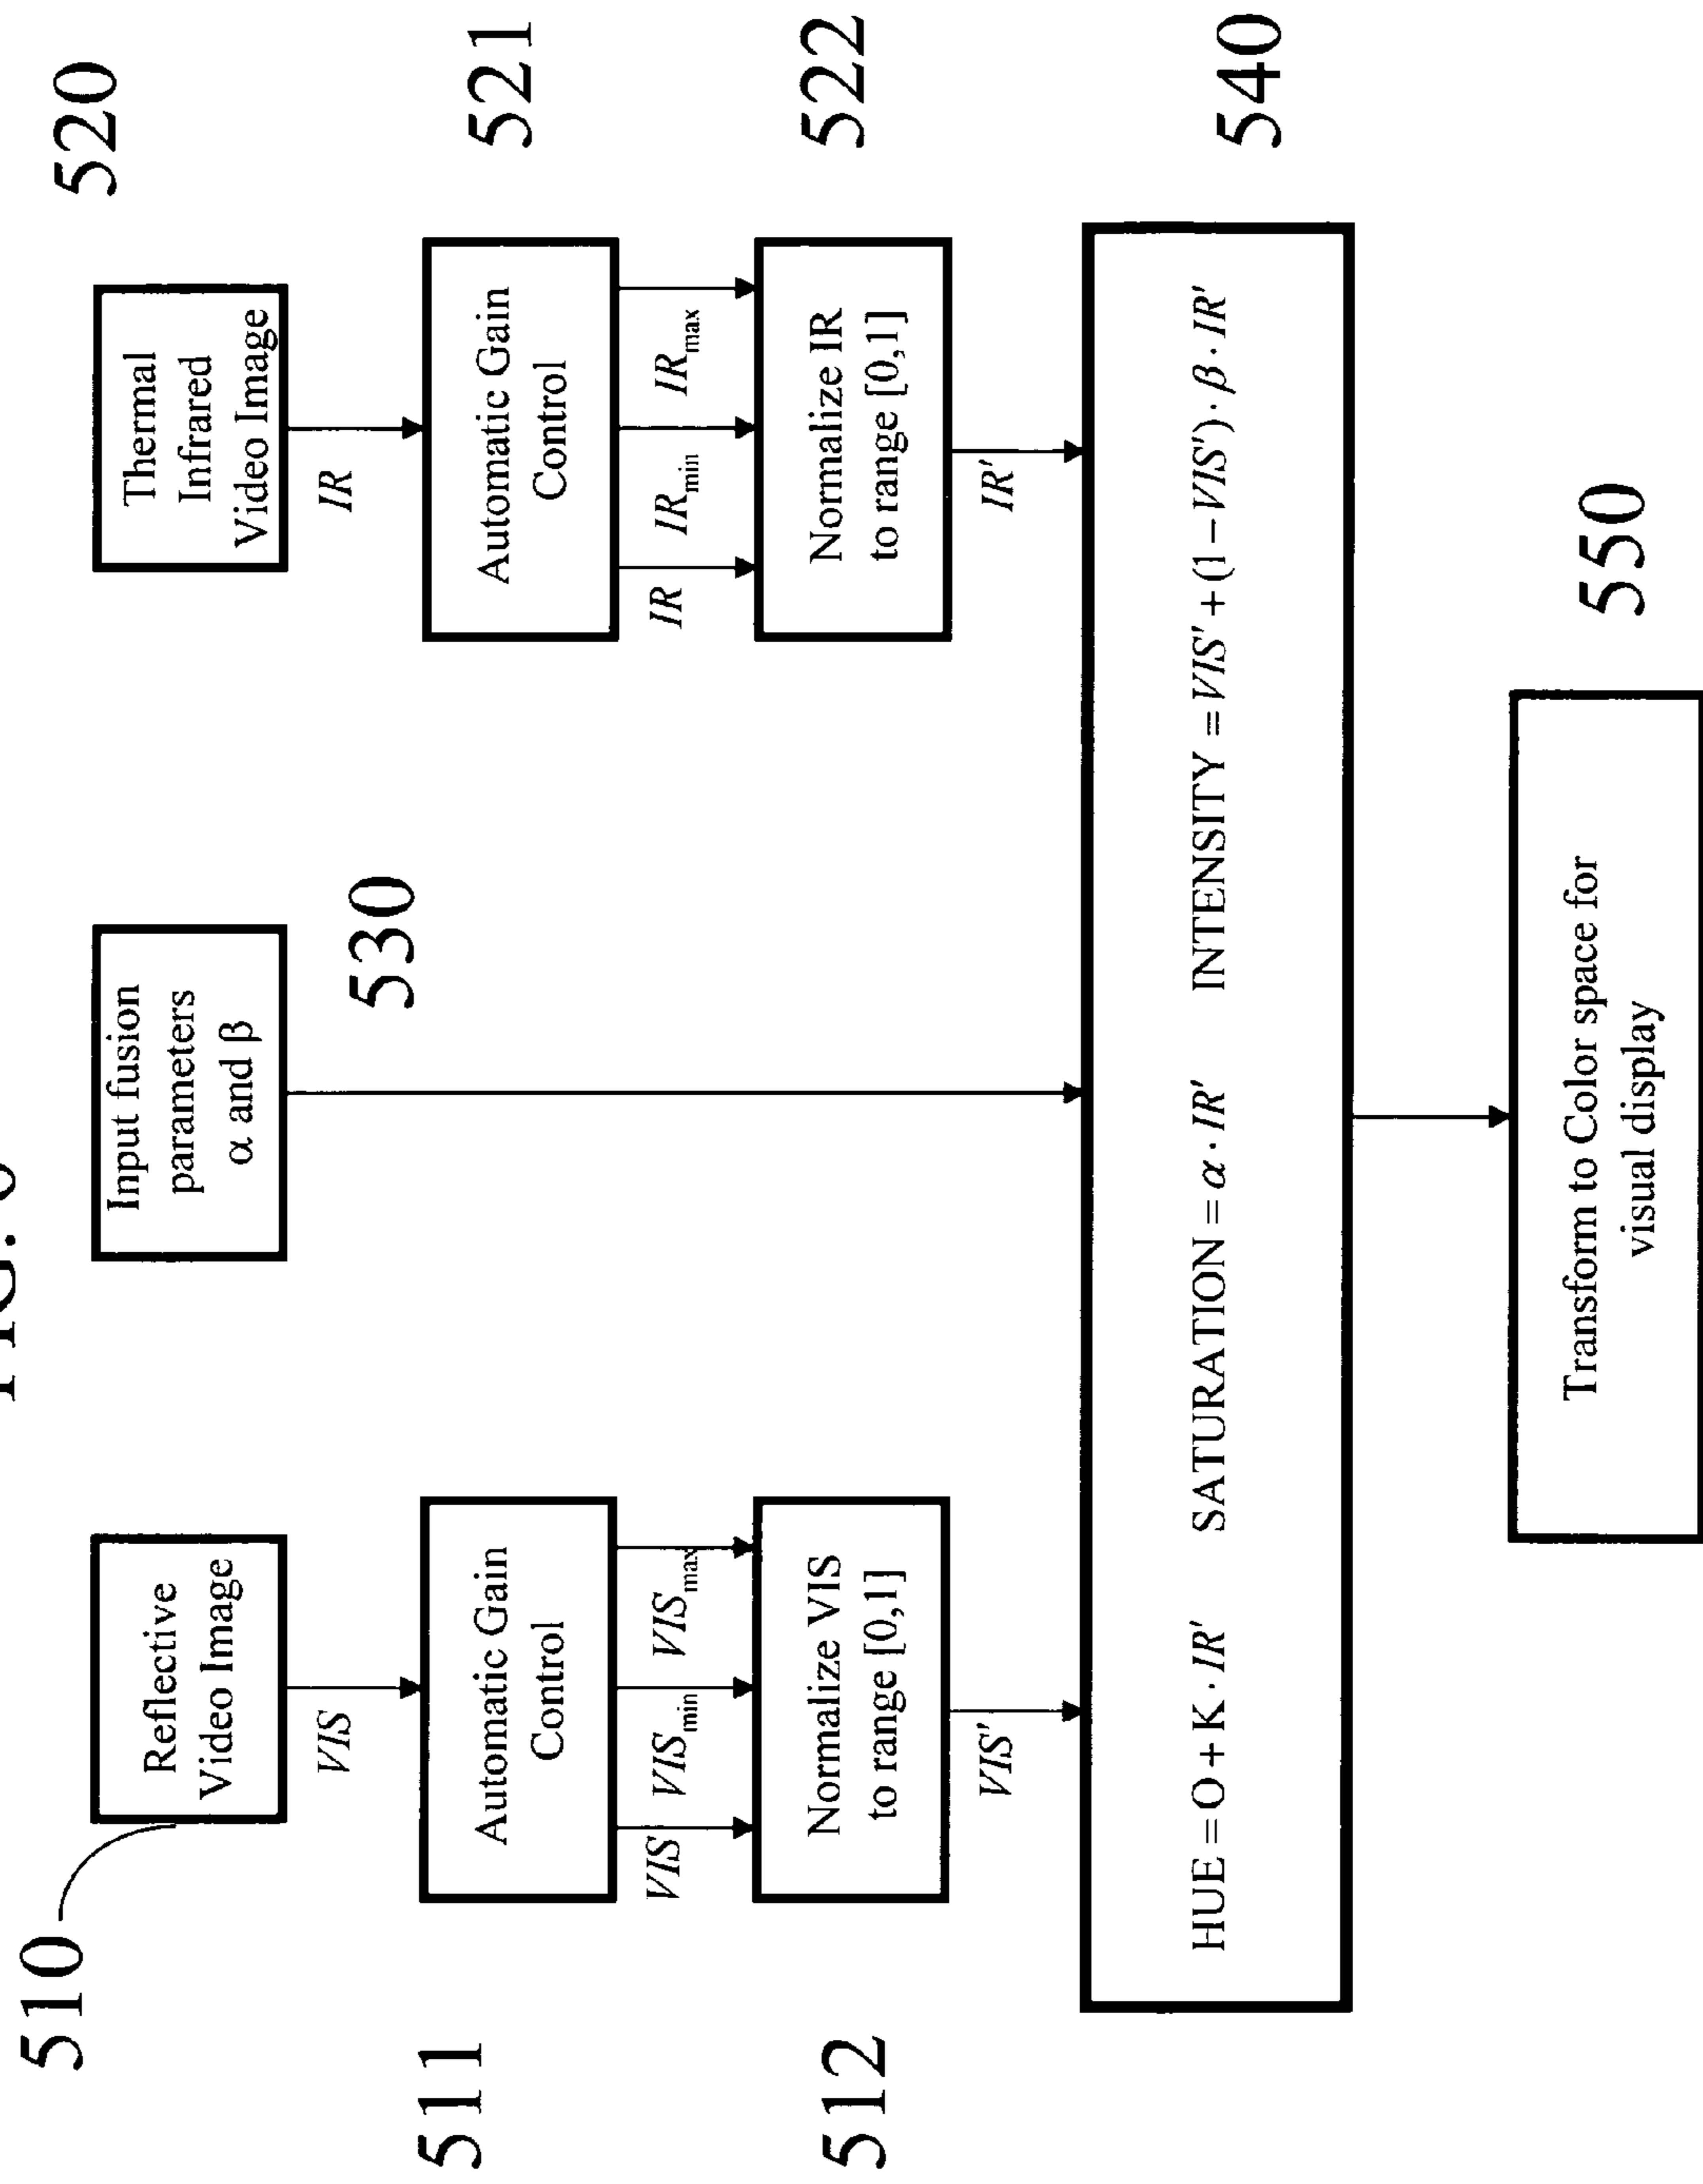 510
Reflective
Video Image
VIS
511
Automatic Gain
Control
VIS VISmin VISmax
512
Normalize VIS
to range [0,1]
VIS'
Input fusion
parameters
α and β
530
520
Thermal
Infrared
Video Image
IR
521
Automatic Gain
Control
IR IRmin IRmax
522
Normalize IR
to range [0,1]
IR'
540
HUE = O + K · IR' SATURATION = α · IR' INTENSITY = VIS' + (1 − VIS') · β · IR'
550
Transform to Color space for
visual display